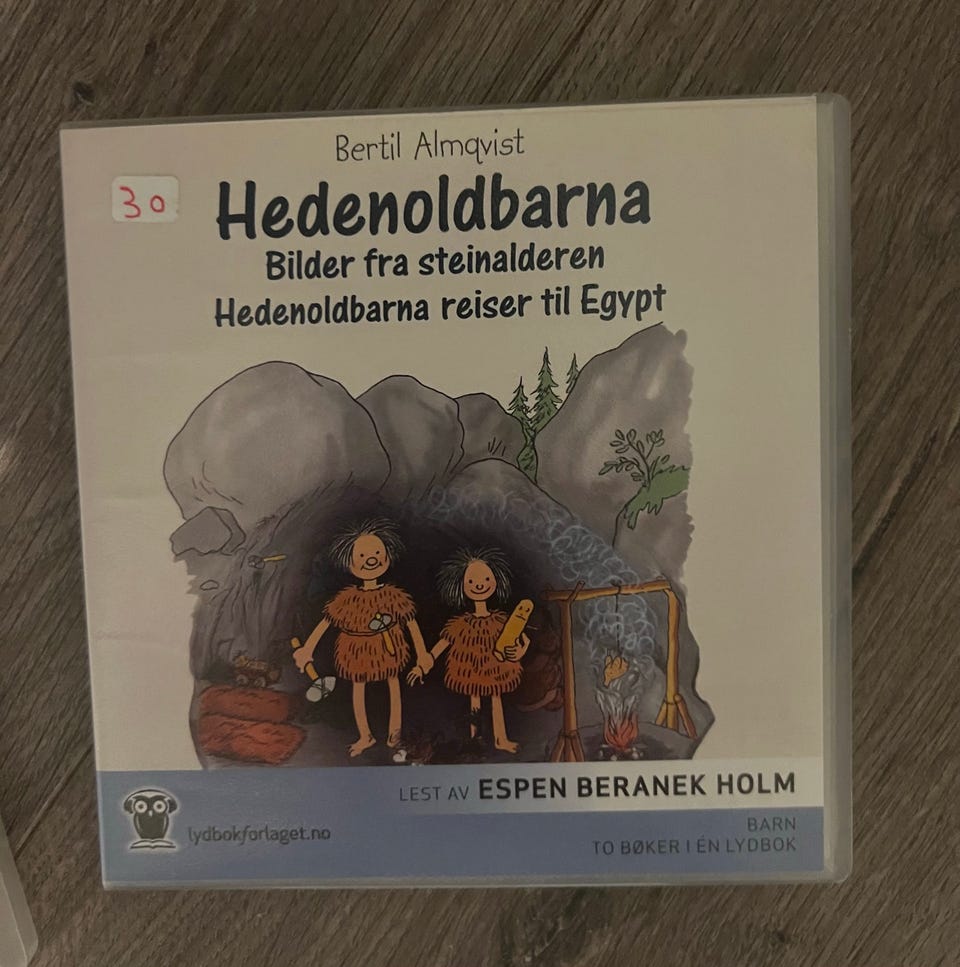 Bertil Almqvist
30
Hedenoldbarna
Bilder fra steinalderen
Hedenoldbarna reiser til Egypt
LEST AV ESPEN BERANEK HOLM
lydbokforlaget.no
BARN
TO BØKER I ÉN LYDBOK